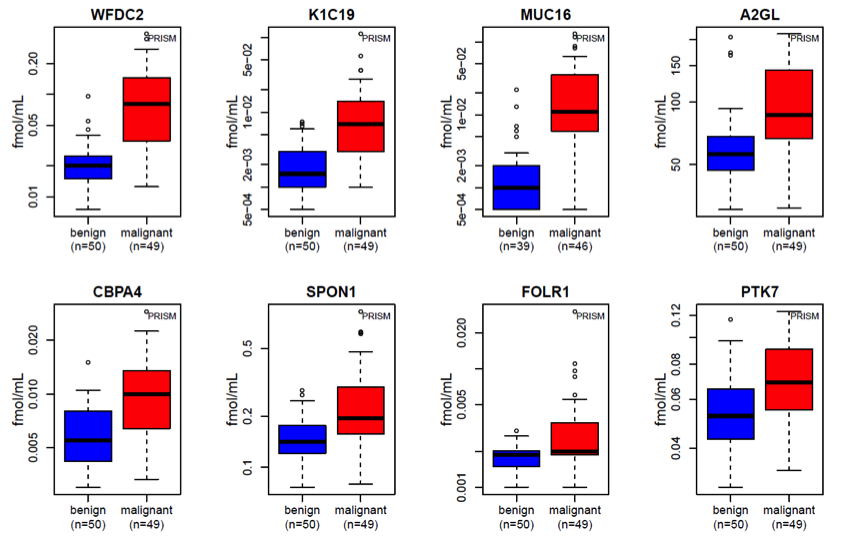 WFDC2
K1C19
MUC16
A2GL
PRISM
PRISM
PRISM
PRISM
fmol/mL
0.20
0.05
0.01
fmol/mL
5e−02
1e−02
2e−03
5e−04
fmol/mL
5e−02
1e−02
2e−03
5e−04
fmol/mL
150
100
50
benign
(n=50)
malignant
(n=49)
benign
(n=50)
malignant
(n=49)
benign
(n=39)
malignant
(n=46)
benign
(n=50)
malignant
(n=49)
CBPA4
SPON1
FOLR1
PTK7
PRISM
PRISM
PRISM
PRISM
fmol/mL
0.020
0.010
0.005
fmol/mL
0.5
0.2
0.1
fmol/mL
0.020
0.005
0.001
fmol/mL
0.12
0.08
0.06
0.04
benign
(n=50)
malignant
(n=49)
benign
(n=50)
malignant
(n=49)
benign
(n=50)
malignant
(n=49)
benign
(n=50)
malignant
(n=49)